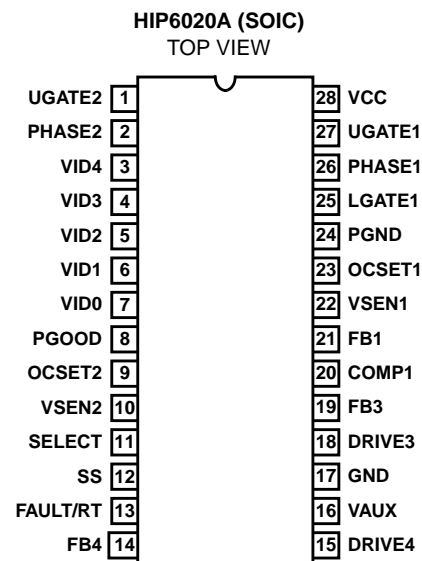 HIP6020A (SOIC)
TOP VIEW
UGATE2 1 28 VCC
PHASE2 2 27 UGATE1
VID4 3 26 PHASE1
VID3 4 25 LGATE1
VID2 5 24 PGND
VID1 6 23 OCSET1
VID0 7 22 VSEN1
PGOOD 8 21 FB1
OCSET2 9 20 COMP1
VSEN2 10 19 FB3
SELECT 11 18 DRIVE3
SS 12 17 GND
FAULT/RT 13 16 VAUX
FB4 14 15 DRIVE4